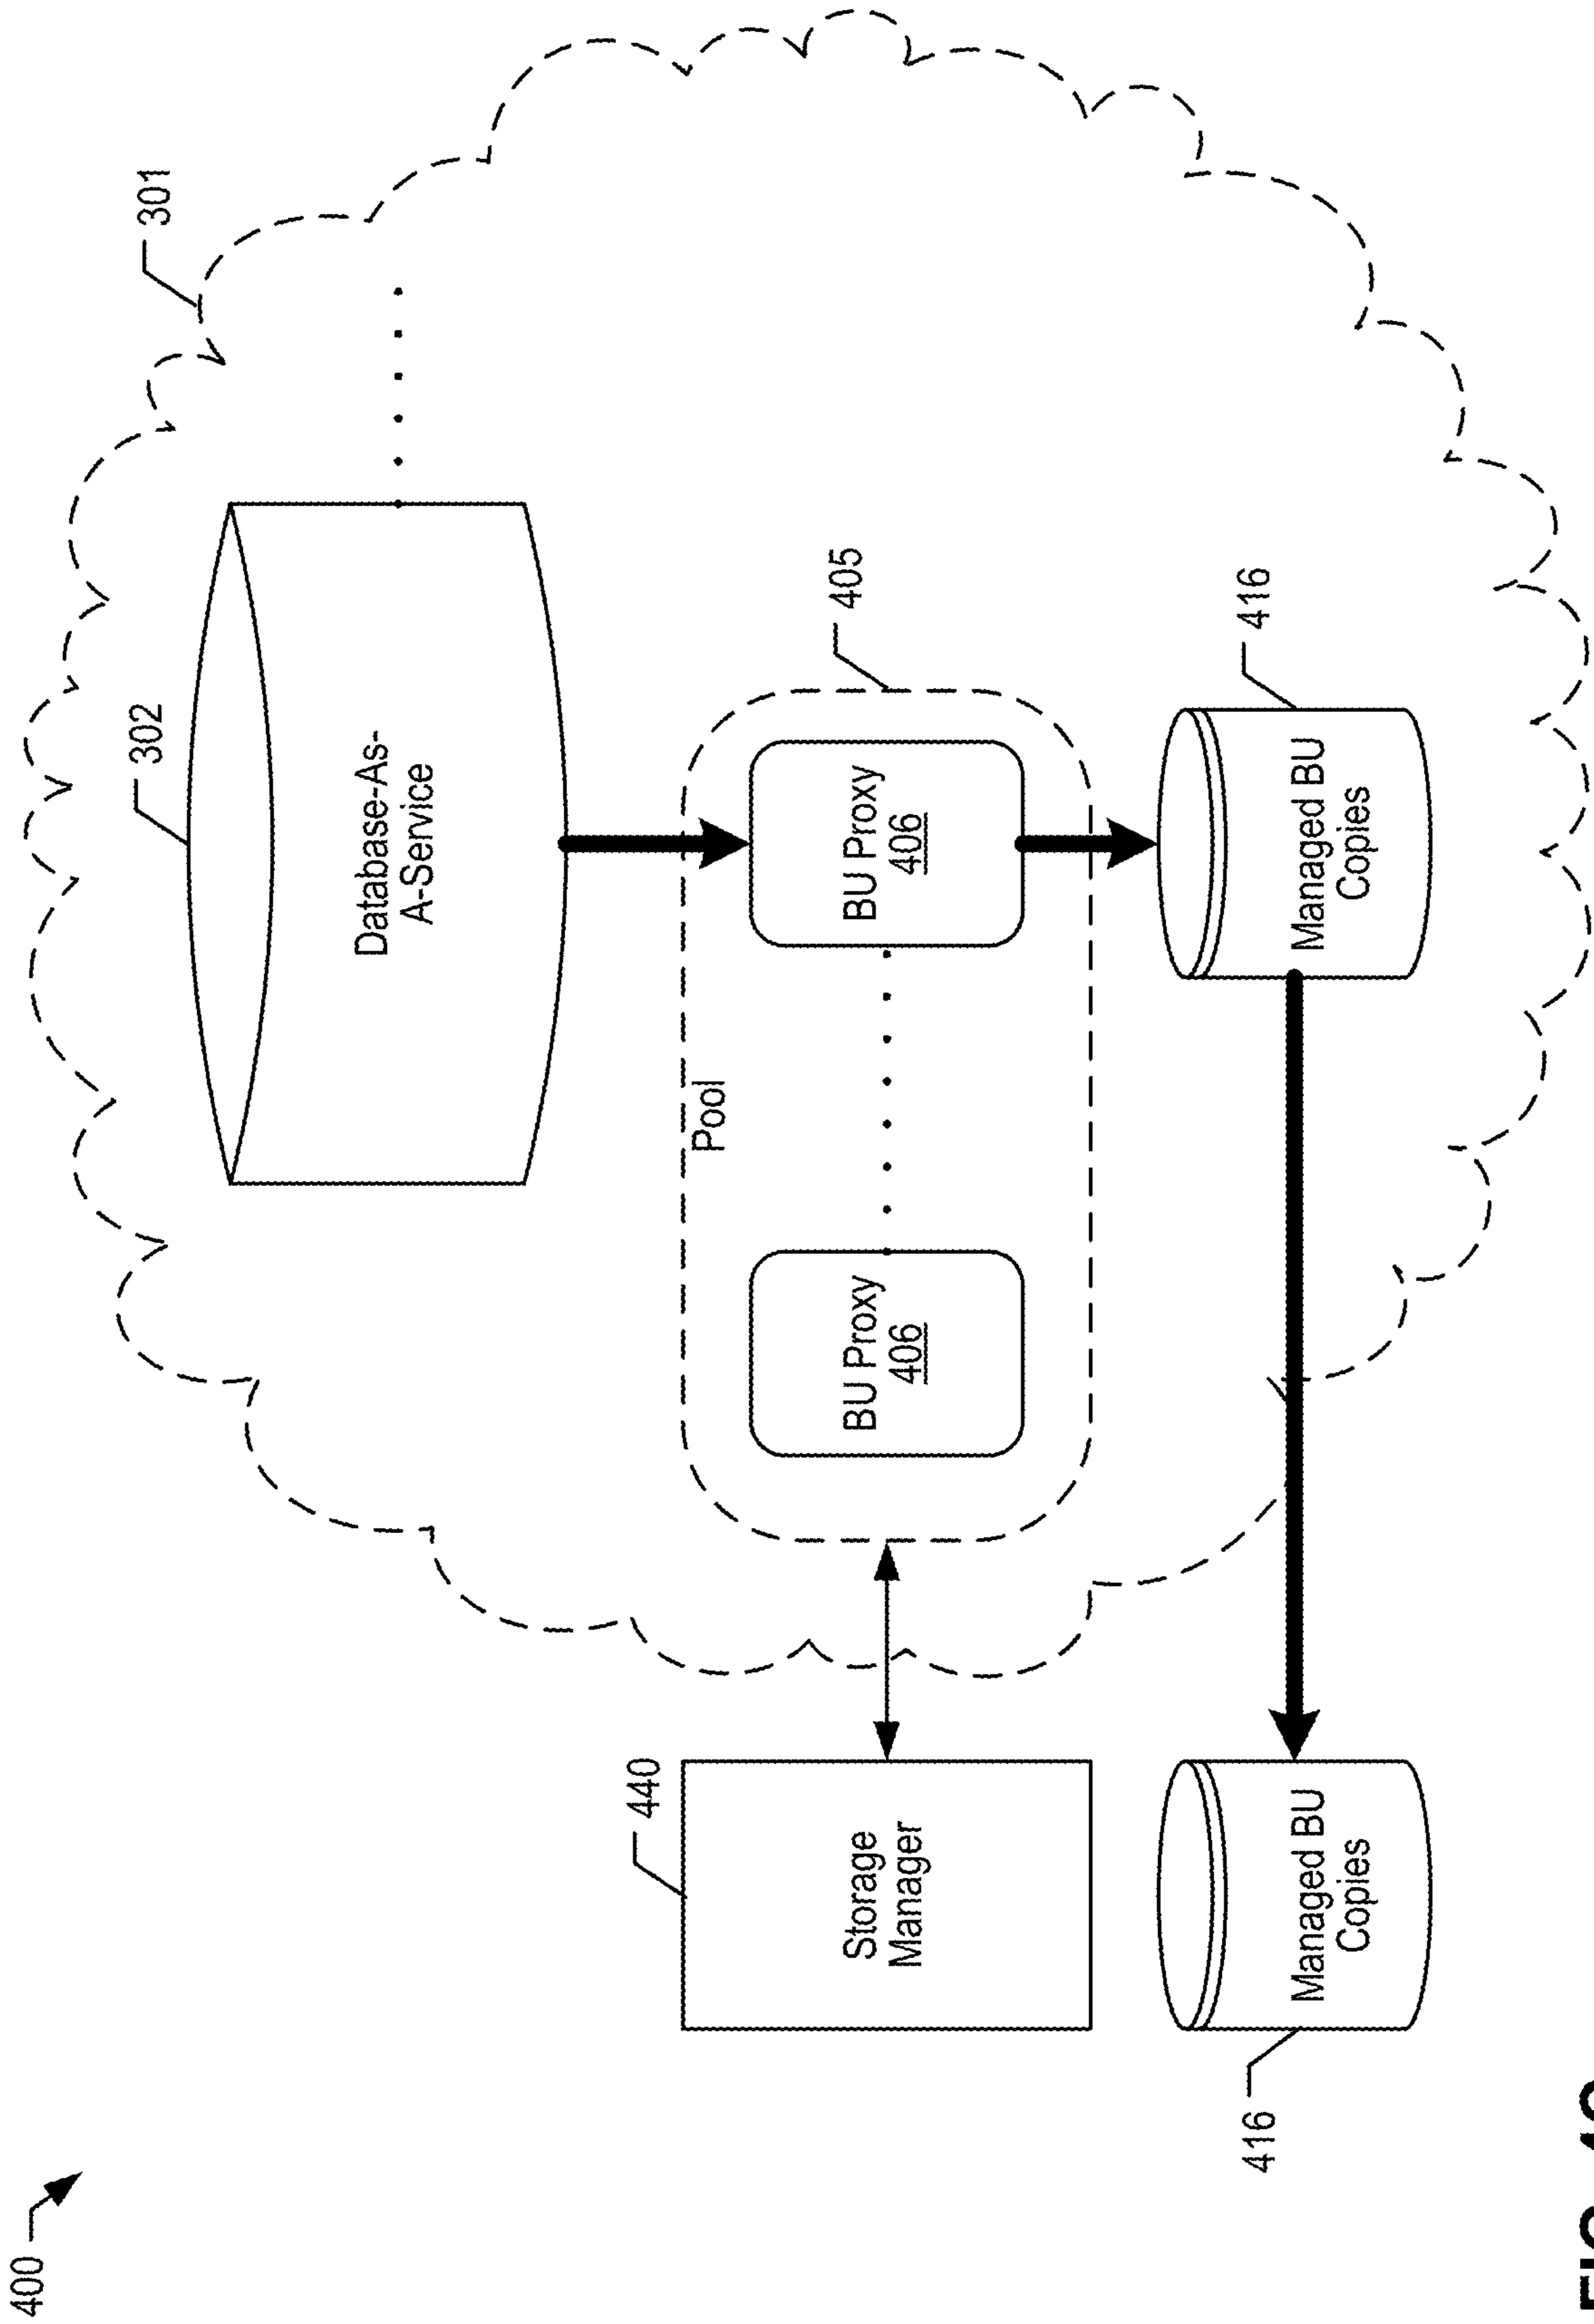 400
302
301
Database-As-
A-Service
440
Pool
405
Storage
Manager
BU Proxy
406
BU Proxy
406
416
Managed BU
Copies
416
Managed BU
Copies